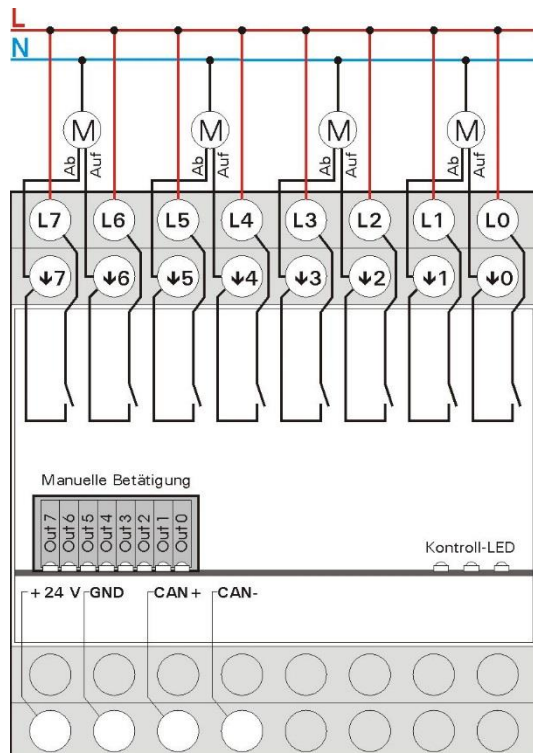 L
N
M M M M
Ab Auf Ab Auf Ab Auf Ab Auf
L7 L6 L5 L4 L3 L2 L1 L0
↓7 ↓6 ↓5 ↓4 ↓3 ↓2 ↓1 ↓0
Manuelle Betätigung
Out 7 Out 6 Out 5 Out 4 Out 3 Out 2 Out 1 Out 0
Kontroll-LED
+ 24 V GND CAN+ CAN-